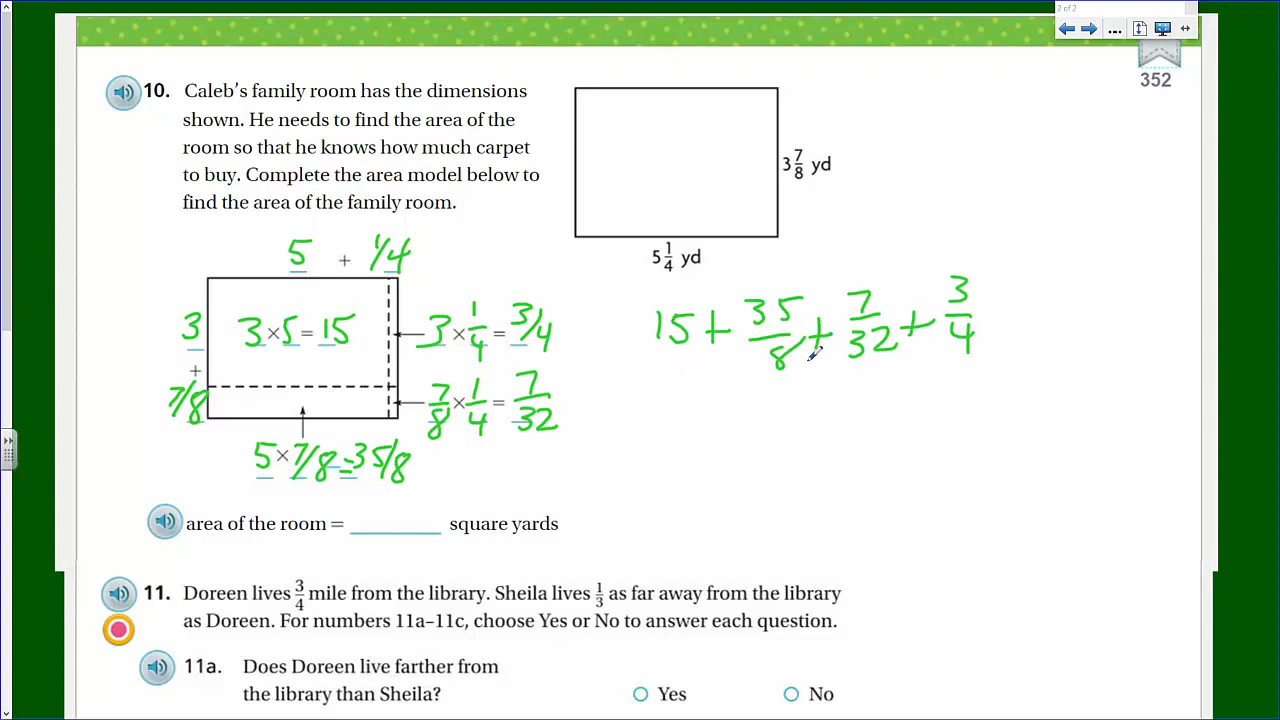 2 of 2
352
10. Caleb's family room has the dimensions
shown. He needs to find the area of the
room so that he knows how much carpet
to buy. Complete the area model below to
find the area of the family room.
3 7/8 yd
5 1/4 yd
5 + 1/4
3 × 5 = 15
3 × 1/4 = 3/4
3
+
7/8
7/8 × 1/4 = 7/32
5 × 7/8 = 35/8
15 + 35/8 + 7/32 + 3/4
area of the room = ________ square yards
11. Doreen lives 3/4 mile from the library. Sheila lives 1/3 as far away from the library
as Doreen. For numbers 11a–11c, choose Yes or No to answer each question.
11a. Does Doreen live farther from
the library than Sheila?
Yes No